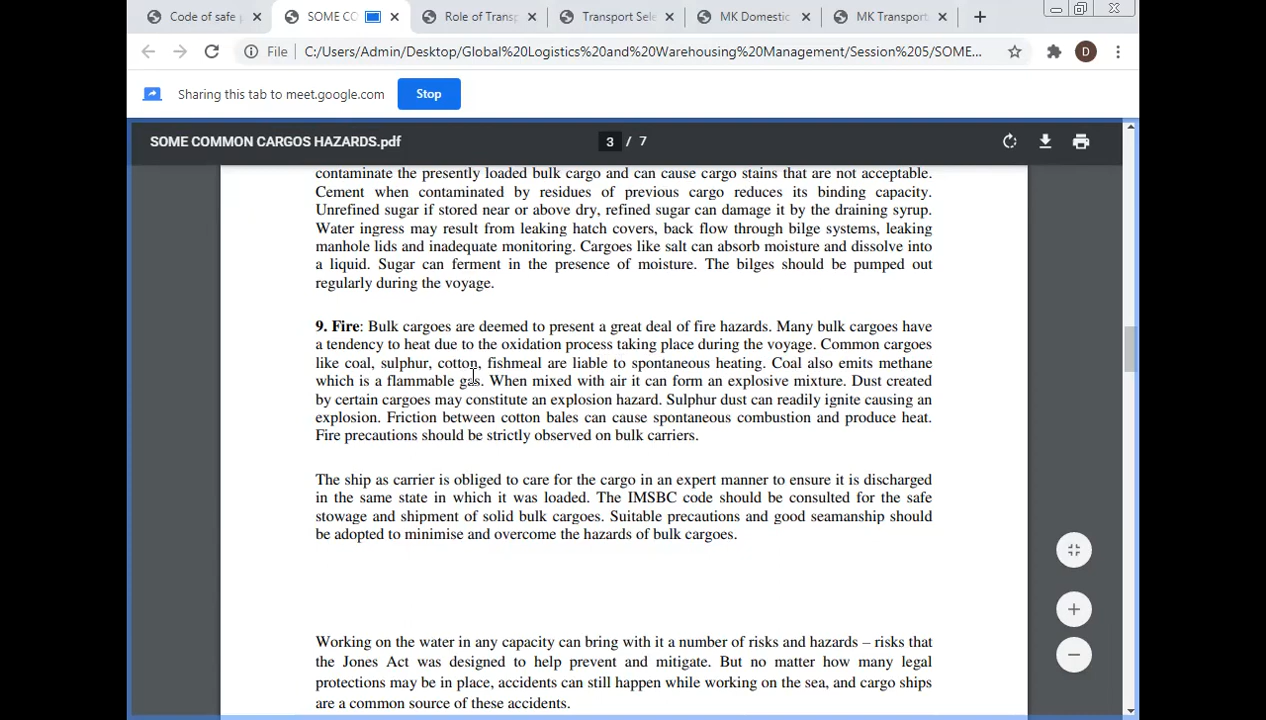 Code of safe p
SOME CO
Role of Transp
Transport Sele
MK Domestic
MK Transport
File
C:/Users/Admin/Desktop/Global%20Logistics%20and%20Warehousing%20Management/Session%205/SOME...
D
Sharing this tab to meet.google.com
Stop
SOME COMMON CARGOS HAZARDS.pdf
3 / 7
contaminate the presently loaded bulk cargo and can cause cargo stains that are not acceptable.
Cement when contaminated by residues of previous cargo reduces its binding capacity.
Unrefined sugar if stored near or above dry, refined sugar can damage it by the draining syrup.
Water ingress may result from leaking hatch covers, back flow through bilge systems, leaking
manhole lids and inadequate monitoring. Cargoes like salt can absorb moisture and dissolve into
a liquid. Sugar can ferment in the presence of moisture. The bilges should be pumped out
regularly during the voyage.
9. Fire: Bulk cargoes are deemed to present a great deal of fire hazards. Many bulk cargoes have
a tendency to heat due to the oxidation process taking place during the voyage. Common cargoes
like coal, sulphur, cotton, fishmeal are liable to spontaneous heating. Coal also emits methane
which is a flammable gas. When mixed with air it can form an explosive mixture. Dust created
by certain cargoes may constitute an explosion hazard. Sulphur dust can readily ignite causing an
explosion. Friction between cotton bales can cause spontaneous combustion and produce heat.
Fire precautions should be strictly observed on bulk carriers.
The ship as carrier is obliged to care for the cargo in an expert manner to ensure it is discharged
in the same state in which it was loaded. The IMSBC code should be consulted for the safe
stowage and shipment of solid bulk cargoes. Suitable precautions and good seamanship should
be adopted to minimise and overcome the hazards of bulk cargoes.
Working on the water in any capacity can bring with it a number of risks and hazards – risks that
the Jones Act was designed to help prevent and mitigate. But no matter how many legal
protections may be in place, accidents can still happen while working on the sea, and cargo ships
are a common source of these accidents.